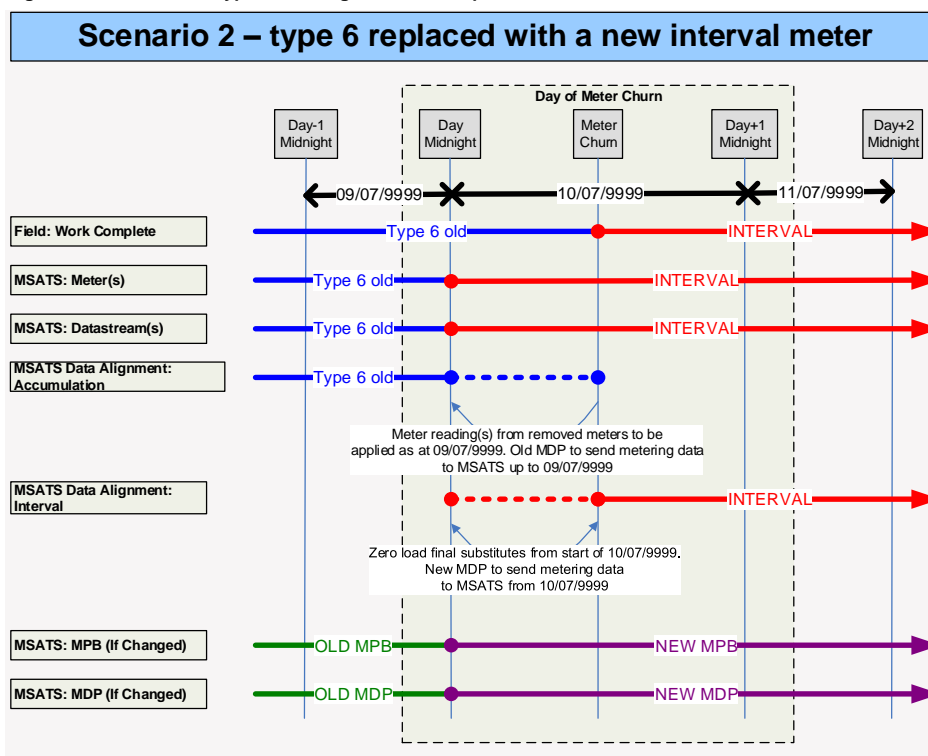 Scenario 2 – type 6 replaced with a new interval meter
Day of Meter Churn
Day-1
Midnight
Day
Midnight
Meter
Churn
Day+1
Midnight
Day+2
Midnight
09/07/9999
10/07/9999
11/07/9999
Field: Work Complete
Type 6 old
INTERVAL
MSATS: Meter(s)
Type 6 old
INTERVAL
MSATS: Datastream(s)
Type 6 old
INTERVAL
MSATS Data Alignment:
Accumulation
Type 6 old
Meter reading(s) from removed meters to be
applied as at 09/07/9999. Old MDP to send metering data
to MSATS up to 09/07/9999
MSATS Data Alignment:
Interval
INTERVAL
Zero load final substitutes from start of 10/07/9999.
New MDP to send metering data
to MSATS from 10/07/9999
MSATS: MPB (If Changed)
OLD MPB
NEW MPB
MSATS: MDP (If Changed)
OLD MDP
NEW MDP